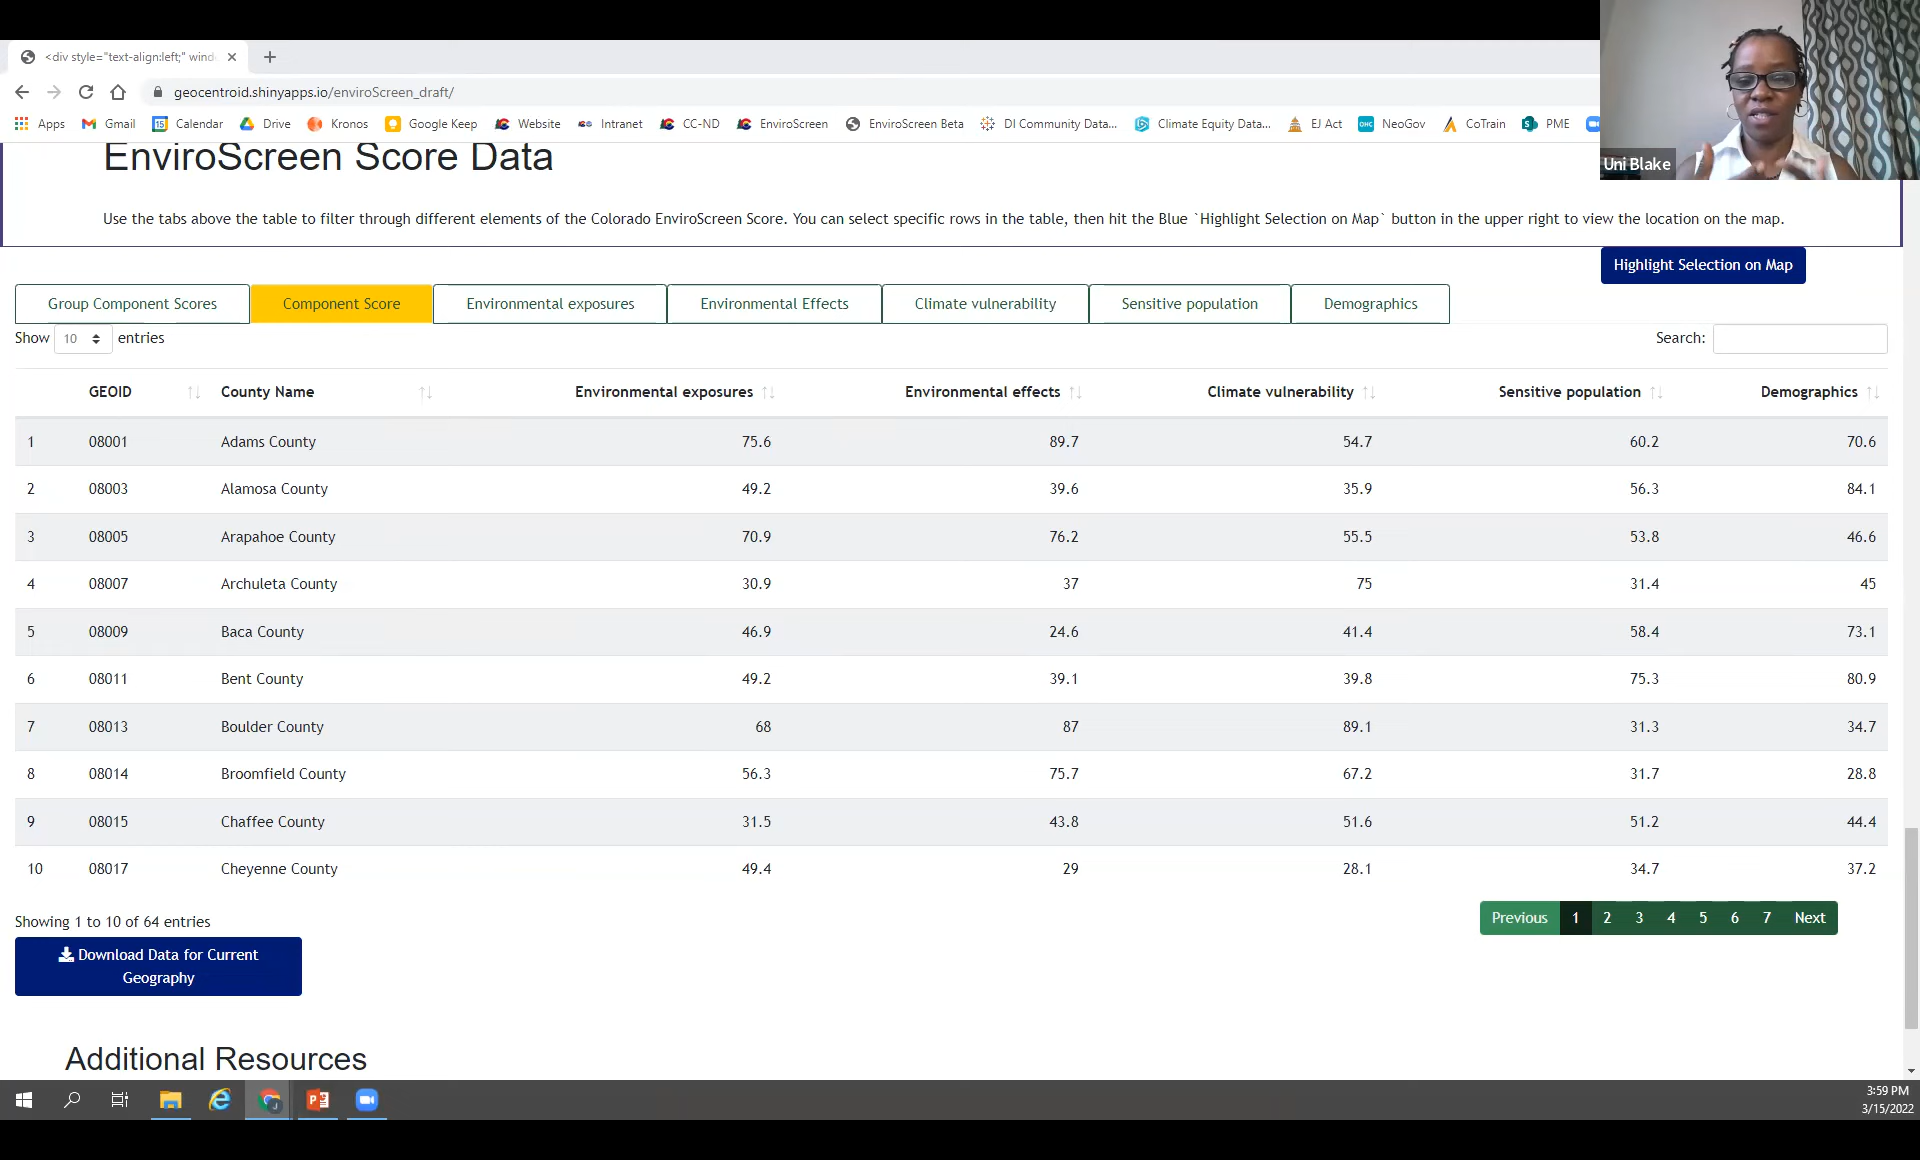 <div style="text-align:left;" wind
geocentroid.shinyapps.io/enviroScreen_draft/
Apps Gmail Calendar Drive Kronos Google Keep Website Intranet CC-ND EnviroScreen EnviroScreen Beta DI Community Data... Climate Equity Data... EJ Act NeoGov CoTrain PME
Uni Blake
EnviroScreen Score Data
Use the tabs above the table to filter through different elements of the Colorado EnviroScreen Score. You can select specific rows in the table, then hit the Blue `Highlight Selection on Map` button in the upper right to view the location on the map.
Highlight Selection on Map
Group Component Scores Component Score Environmental exposures Environmental Effects Climate vulnerability Sensitive population Demographics
Show 10 entries Search:
GEOID County Name Environmental exposures Environmental effects Climate vulnerability Sensitive population Demographics
1 08001 Adams County 75.6 89.7 54.7 60.2 70.6
2 08003 Alamosa County 49.2 39.6 35.9 56.3 84.1
3 08005 Arapahoe County 70.9 76.2 55.5 53.8 46.6
4 08007 Archuleta County 30.9 37 75 31.4 45
5 08009 Baca County 46.9 24.6 41.4 58.4 73.1
6 08011 Bent County 49.2 39.1 39.8 75.3 80.9
7 08013 Boulder County 68 87 89.1 31.3 34.7
8 08014 Broomfield County 56.3 75.7 67.2 31.7 28.8
9 08015 Chaffee County 31.5 43.8 51.6 51.2 44.4
10 08017 Cheyenne County 49.4 29 28.1 34.7 37.2
Showing 1 to 10 of 64 entries
Previous 1 2 3 4 5 6 7 Next
Download Data for Current
Geography
Additional Resources
3:59 PM
3/15/2022